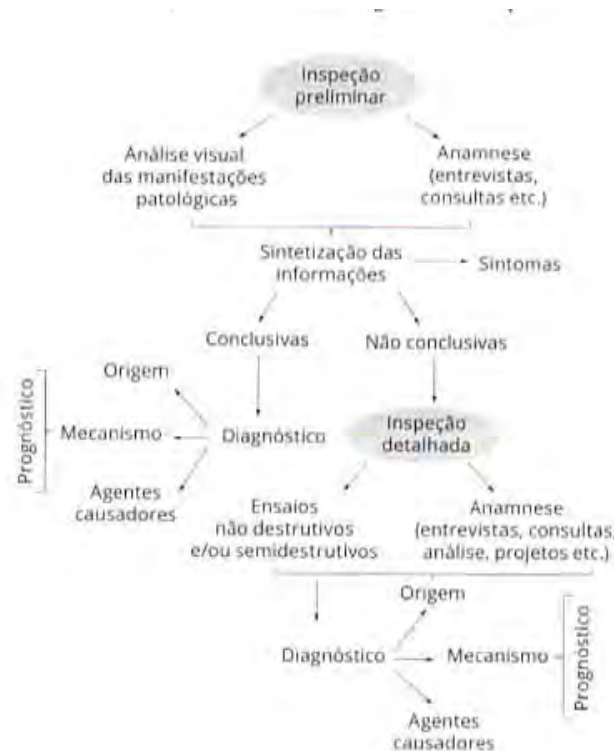 Inspeção
preliminar
Análise visual
das manifestações
patológicas
Anamnese
(entrevistas,
consultas etc.)
Sintetização das
informações
Sintomas
Conclusivas
Não conclusivas
Prognóstico
Origem
Mecanismo
Agentes
causadores
Diagnóstico
Inspeção
detalhada
Ensaios
não destrutivos
e/ou semidestrutivos
Anamnese
(entrevistas, consultas,
análise, projetos etc.)
Diagnóstico
Origem
Mecanismo
Agentes
causadores
Prognóstico